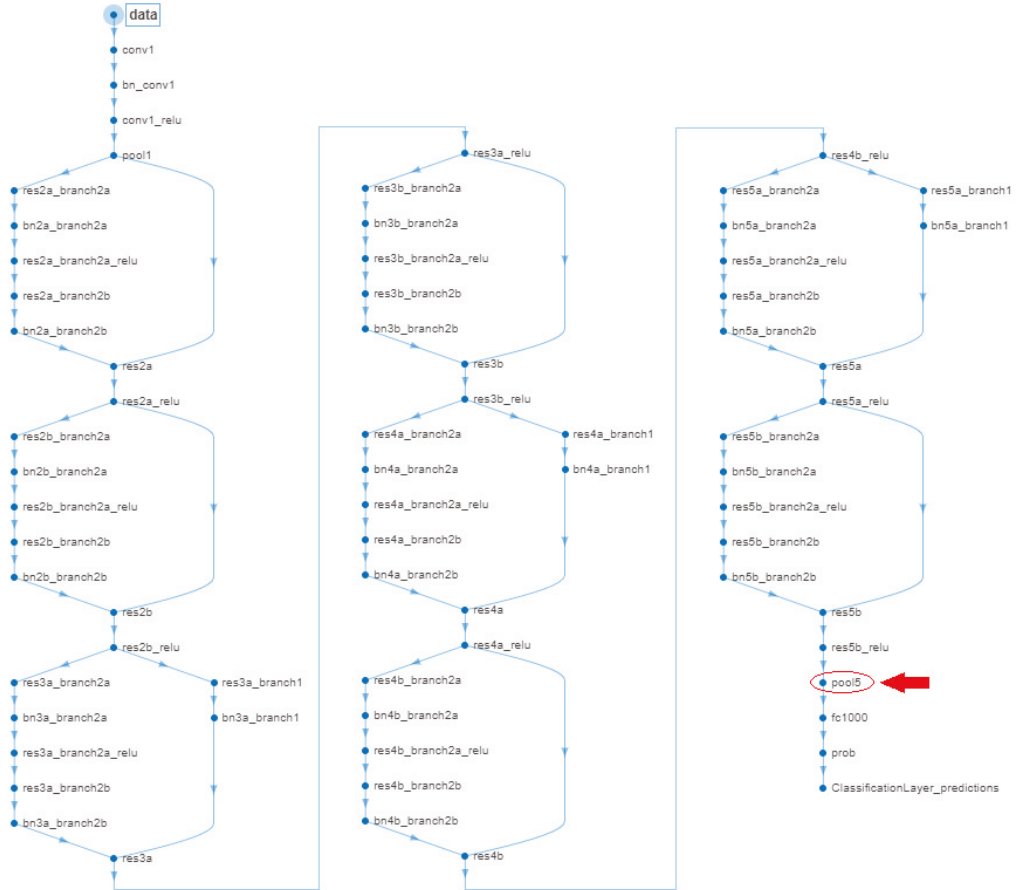 data
conv1
bn_conv1
conv1_relu
pool1
res2a_branch2a
bn2a_branch2a
res2a_branch2a_relu
res2a_branch2b
bn2a_branch2b
res2a
res2a_relu
res2b_branch2a
bn2b_branch2a
res2b_branch2a_relu
res2b_branch2b
bn2b_branch2b
res2b
res2b_relu
res3a_branch2a
res3a_branch1
bn3a_branch2a
bn3a_branch1
res3a_branch2a_relu
res3a_branch2b
bn3a_branch2b
res3a
res3a_relu
res3b_branch2a
bn3b_branch2a
res3b_branch2a_relu
res3b_branch2b
bn3b_branch2b
res3b
res3b_relu
res4a_branch2a
res4a_branch1
bn4a_branch2a
bn4a_branch1
res4a_branch2a_relu
res4a_branch2b
bn4a_branch2b
res4a
res4a_relu
res4b_branch2a
bn4b_branch2a
res4b_branch2a_relu
res4b_branch2b
bn4b_branch2b
res4b
res4b_relu
res5a_branch2a
res5a_branch1
bn5a_branch2a
bn5a_branch1
res5a_branch2a_relu
res5a_branch2b
bn5a_branch2b
res5a
res5a_relu
res5b_branch2a
bn5b_branch2a
res5b_branch2a_relu
res5b_branch2b
bn5b_branch2b
res5b
res5b_relu
pool5
fc1000
prob
ClassificationLayer_predictions